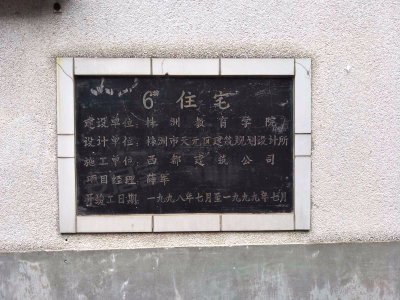 6# 住宅
建设单位：株洲教育学院
设计单位：株洲市天元区建筑规划设计所
施工单位：西都建筑公司
项目经理：薛军
开竣工日期：一九九八年七月至一九九九年七月